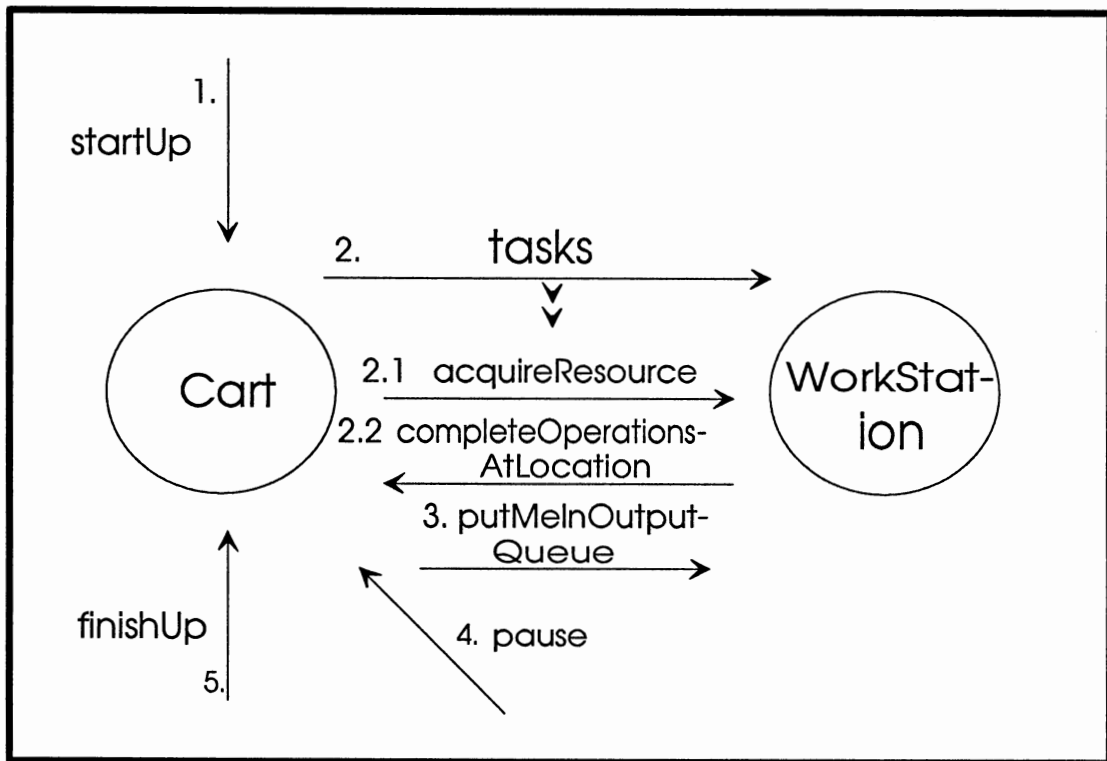 1.
startUp
2. tasks
Cart
2.1 acquireResource
WorkStat-
ion
2.2 completeOperations-
AtLocation
3. putMeInOutput-
Queue
4. pause
finishUp
5.